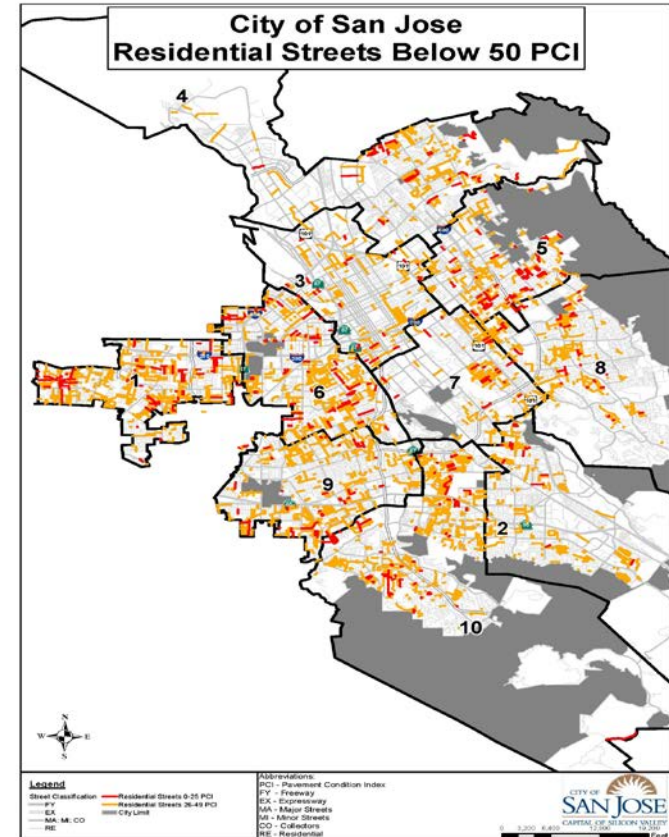 City of San Jose
Residential Streets Below 50 PCI
4
101
5
3
101
1
6
7
101
8
9
2
10
N
W E
S
Legend
Street Classification
FY
EX
MA; MI; CO
RE
Residential Streets 0-25 PCI
Residential Streets 26-49 PCI
City Limit
Abbreviations:
PCI - Pavement Condition Index
FY - Freeway
EX - Expressway
MA - Major Streets
MI - Minor Streets
CO - Collectors
RE - Residential
CITY OF
SAN JOSE
CAPITAL OF SILICON VALLEY